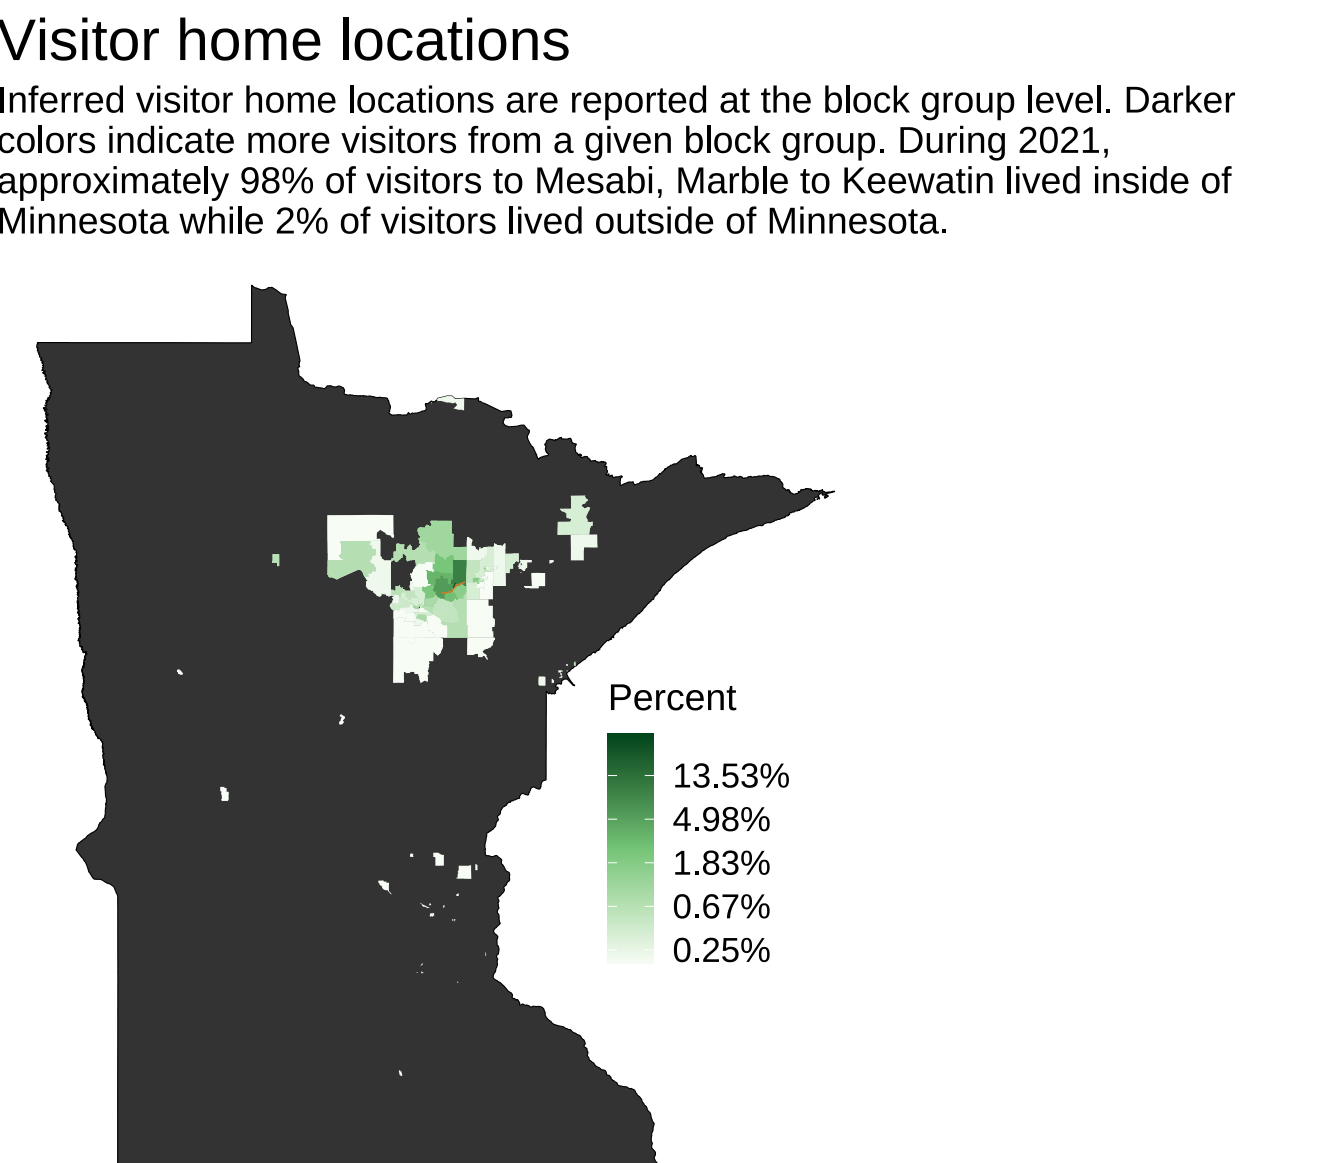 Visitor home locations
Inferred visitor home locations are reported at the block group level. Darker
colors indicate more visitors from a given block group. During 2021,
approximately 98% of visitors to Mesabi, Marble to Keewatin lived inside of
Minnesota while 2% of visitors lived outside of Minnesota.
Percent
13.53%
4.98%
1.83%
0.67%
0.25%